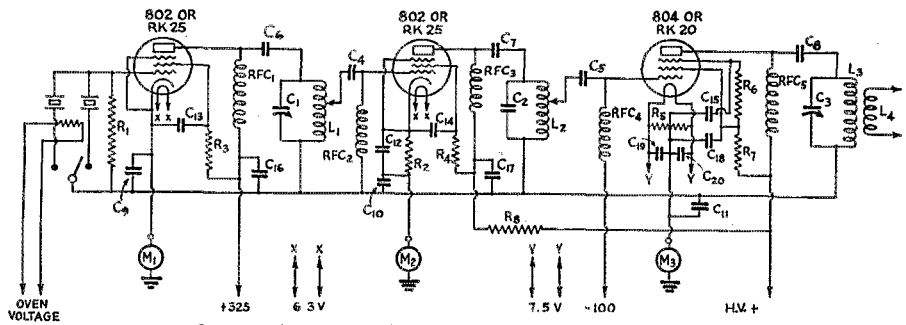 802 OR
RK 25
802 OR
RK 25
804 OR
RK 20
C6
C4
C7
C5
C8
RFC1
RFC3
RFC5
L3
R1
C13
R3
C1
L1
RFC2
C14
C12
R2
R4
C2
L2
RFC4
R5
C15
R6
C3
L4
C19
C18
R7
C9
C16
C10
C17
Y
Y
C20
C11
R8
X X
M1
M2
M3
X X
Y Y
OVEN
VOLTAGE
+325
6.3V
7.5 V
-100
H.V. +